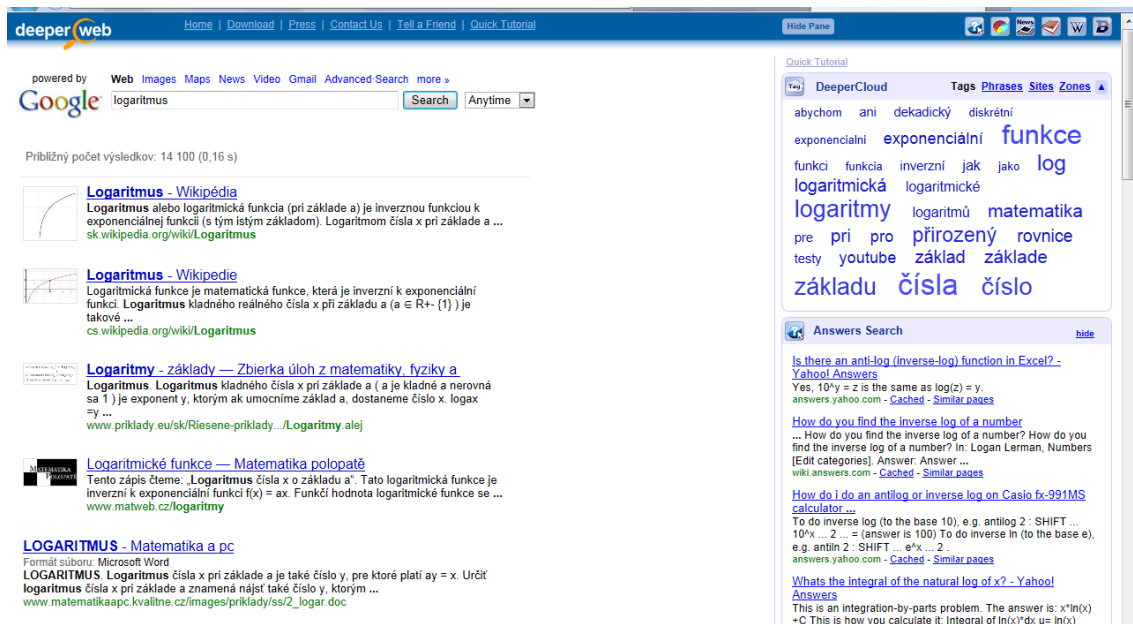 deeper web
Home | Download | Press | Contact Us | Tell a Friend | Quick Tutorial
Hide Pane
News
W
powered by
Google
Web Images Maps News Video Gmail Advanced Search more »
logaritmus
Search
Anytime
Približný počet výsledkov: 14 100 (0,16 s)
Logaritmus - Wikipédia
Logaritmus alebo logaritmická funkcia (pri základe a) je inverznou funkciou k
exponenciálnej funkcii (s tým istým základom). Logaritmom čísla x pri základe a ...
sk.wikipedia.org/wiki/Logaritmus
Logaritmus - Wikipedie
Logaritmická funkce je matematická funkce, která je inverzní k exponenciální
funkci. Logaritmus kladného reálného čísla x při základu a (a ∈ R+- {1} ) je
takové ...
cs.wikipedia.org/wiki/Logaritmus
Logaritmy - základy — Zbierka úloh z matematiky, fyziky a
Logaritmus. Logaritmus kladného čísla x pri základe a ( a je kladné a nerovná
sa 1 ) je exponent y, ktorým ak umocníme základ a, dostaneme číslo x. logax
=y ...
www.priklady.eu/sk/Riesene-priklady.../Logaritmy.alej
MATEMATIKA
POLOPATĚ
Logaritmické funkce — Matematika polopatě
Tento zápis čteme: „Logaritmus čísla x o základu a". Tato logaritmická funkce je
inverzní k exponenciální funkci f(x) = ax. Funkčí hodnota logaritmické funkce se ...
www.matweb.cz/logaritmy
LOGARITMUS - Matematika a pc
Formát súboru: Microsoft Word
LOGARITMUS. Logaritmus čísla x pri základe a je také číslo y, pre ktoré platí ay = x. Určiť
logaritmus čísla x pri základe a znamená nájsť také číslo y, ktorým ...
www.matematikaapc.kvalitne.cz/images/priklady/ss/2_logar.doc
Quick Tutorial
Tag DeeperCloud Tags Phrases Sites Zones
abychom ani dekadický diskrétní
exponencialni exponenciální funkce
funkci funkcia inverzní jak jako log
logaritmická logaritmické
logaritmy logaritmů matematika
pre pri pro přirozený rovnice
testy youtube základ základe
základu čísla číslo
Answers Search hide
Is there an anti-log (inverse-log) function in Excel? -
Yahoo! Answers
Yes, 10^y = z is the same as log(z) = y.
answers.yahoo.com - Cached - Similar pages
How do you find the inverse log of a number
... How do you find the inverse log of a number? How do you
find the inverse log of a number? In: Logan Lerman, Numbers
[Edit categories]. Answer: Answer ...
wiki.answers.com - Cached - Similar pages
How do i do an antilog or inverse log on Casio fx-991MS
calculator ...
To do inverse log (to the base 10), e.g. antilog 2 : SHIFT ...
10^x ... 2 ... = (answer is 100) To do inverse ln (to the base e),
e.g. antiln 2 : SHIFT ... e^x ... 2 .
answers.yahoo.com - Cached - Similar pages
Whats the integral of the natural log of x? - Yahoo!
Answers
This is an integration-by-parts problem. The answer is: x*ln(x)
+C This is how you calculate it: Integral of ln(x)*dx u= ln(x)